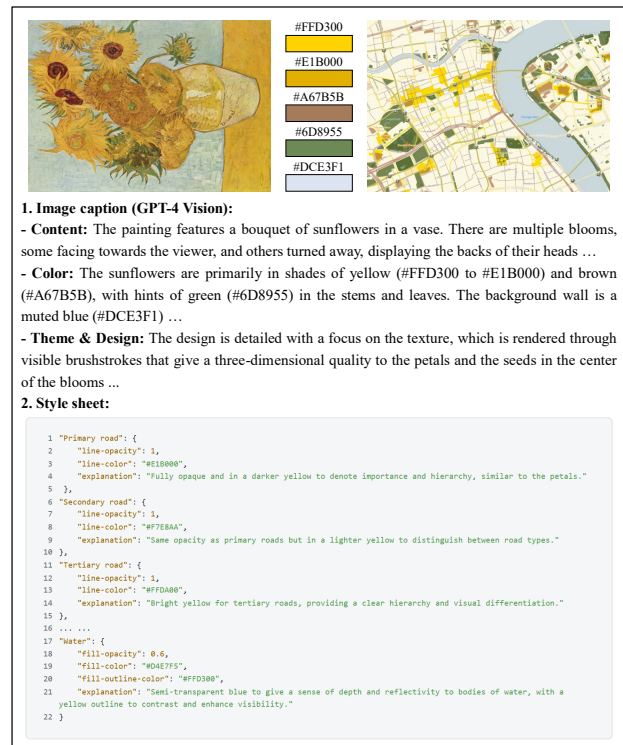 #FFD300
#E1B000
#A67B5B
#6D8955
#DCE3F1
1. Image caption (GPT-4 Vision):
- Content: The painting features a bouquet of sunflowers in a vase. There are multiple blooms,
some facing towards the viewer, and others turned away, displaying the backs of their heads …
- Color: The sunflowers are primarily in shades of yellow (#FFD300 to #E1B000) and brown
(#A67B5B), with hints of green (#6D8955) in the stems and leaves. The background wall is a
muted blue (#DCE3F1) …
- Theme & Design: The design is detailed with a focus on the texture, which is rendered through
visible brushstrokes that give a three-dimensional quality to the petals and the seeds in the center
of the blooms ...
2. Style sheet:
1 "Primary road": {
2 "line-opacity": 1,
3 "line-color": "#E1B000",
4 "explanation": "Fully opaque and in a darker yellow to denote importance and hierarchy, similar to the petals."
5 },
6 "Secondary road": {
7 "line-opacity": 1,
8 "line-color": "#F7E8AA",
9 "explanation": "Same opacity as primary roads but in a lighter yellow to distinguish between road types."
10 },
11 "Tertiary road": {
12 "line-opacity": 1,
13 "line-color": "#FFDA00",
14 "explanation": "Bright yellow for tertiary roads, providing a clear hierarchy and visual differentiation."
15 },
16 ... ...
17 "Water": {
18 "fill-opacity": 0.6,
19 "fill-color": "#D4E7F5",
20 "fill-outline-color": "#FFD300",
21 "explanation": "Semi-transparent blue to give a sense of depth and reflectivity to bodies of water, with a
yellow outline to contrast and enhance visibility."
22 }